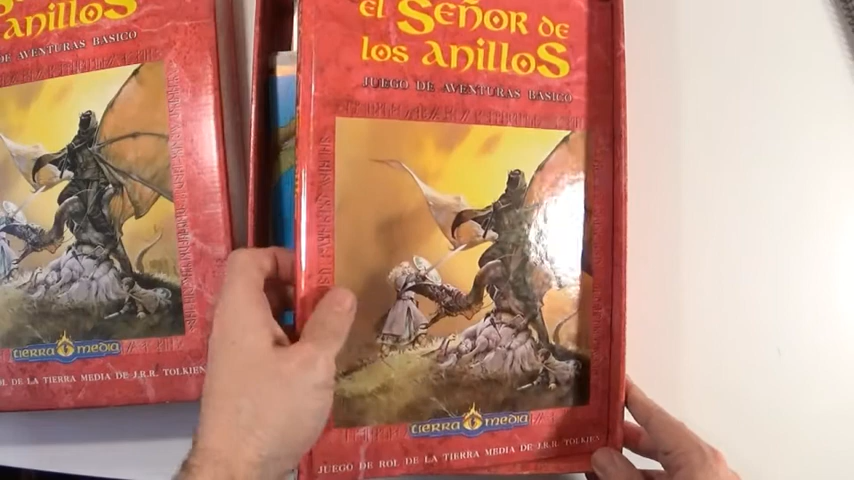 anillos
DE AVENTURAS BASICO
tierra media
ROL DE LA TIERRA MEDIA DE J.R.R. TOLKIEN
el Señor de
los anillos
JUEGO DE AVENTURAS BASICO
tierra media
JUEGO DE ROL DE LA TIERRA MEDIA DE J.R.R. TOLKIEN